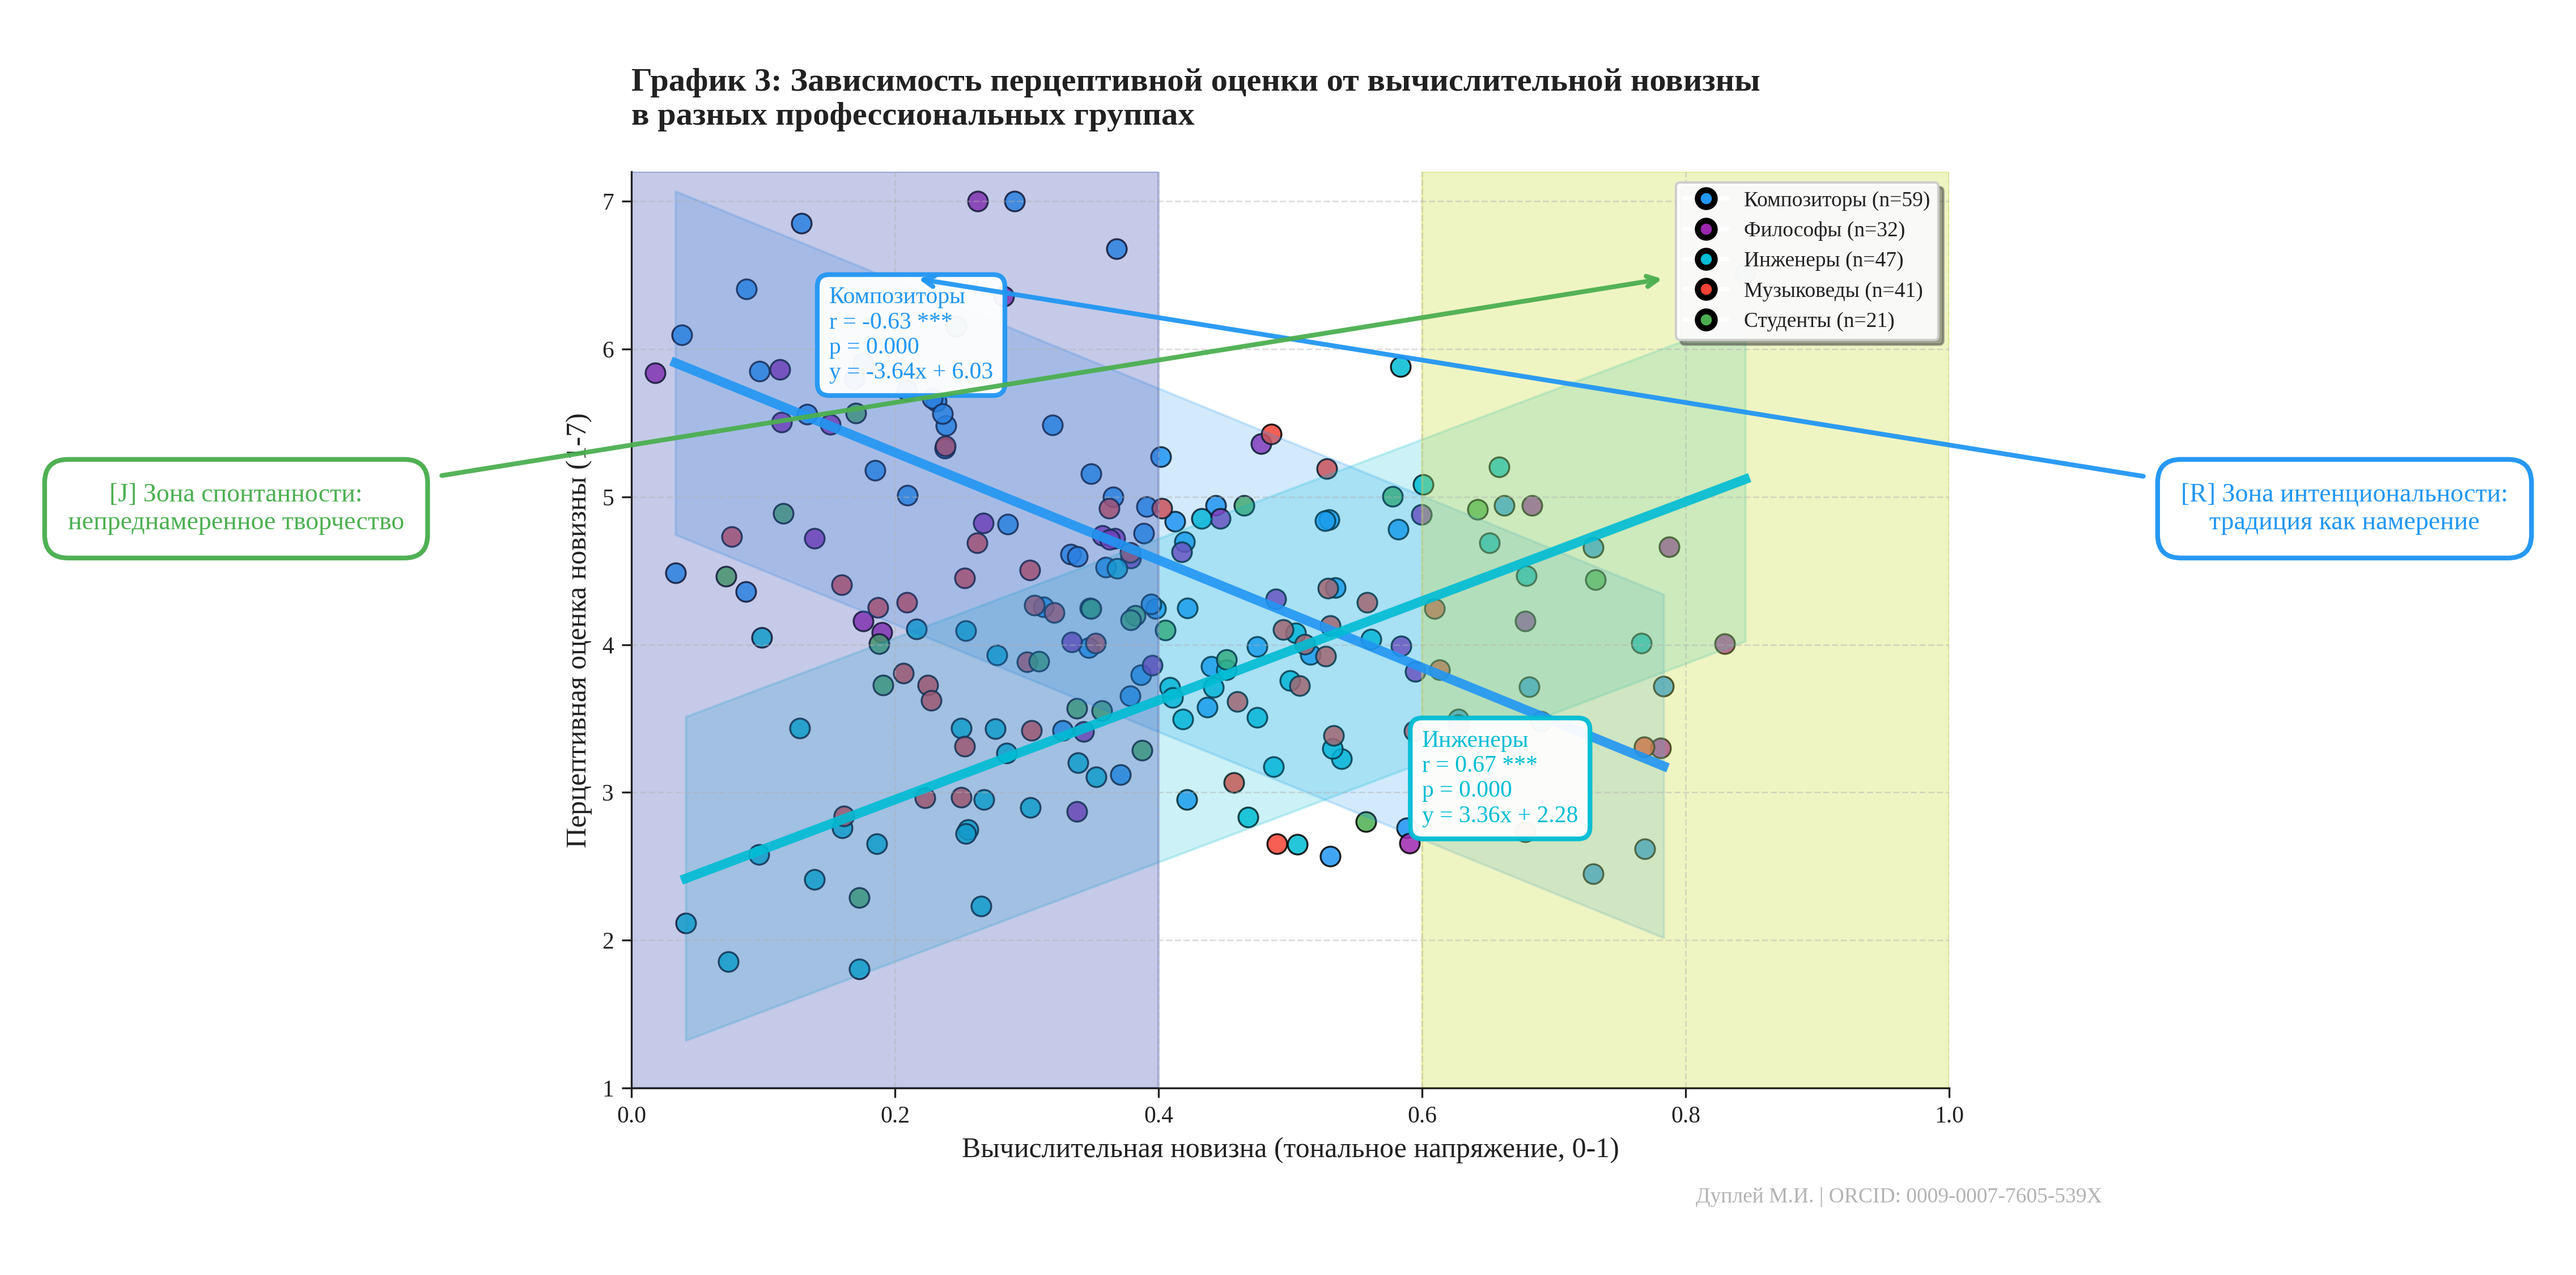 График 3: Зависимость перцептивной оценки от вычислительной новизны
в разных профессиональных группах
Перцептивная оценка новизны (1-7)
7
6
5
4
3
2
1
Композиторы (n=59)
Философы (n=32)
Инженеры (n=47)
Музыковеды (n=41)
Студенты (n=21)
Композиторы
r = -0.63 ***
p = 0.000
y = -3.64x + 6.03
[J] Зона спонтанности:
непреднамеренное творчество
[R] Зона интенциональности:
традиция как намерение
Инженеры
r = 0.67 ***
p = 0.000
y = 3.36x + 2.28
0.0 0.2 0.4 0.6 0.8 1.0
Вычислительная новизна (тональное напряжение, 0-1)
Дуплей М.И. | ORCID: 0009-0007-7605-539X